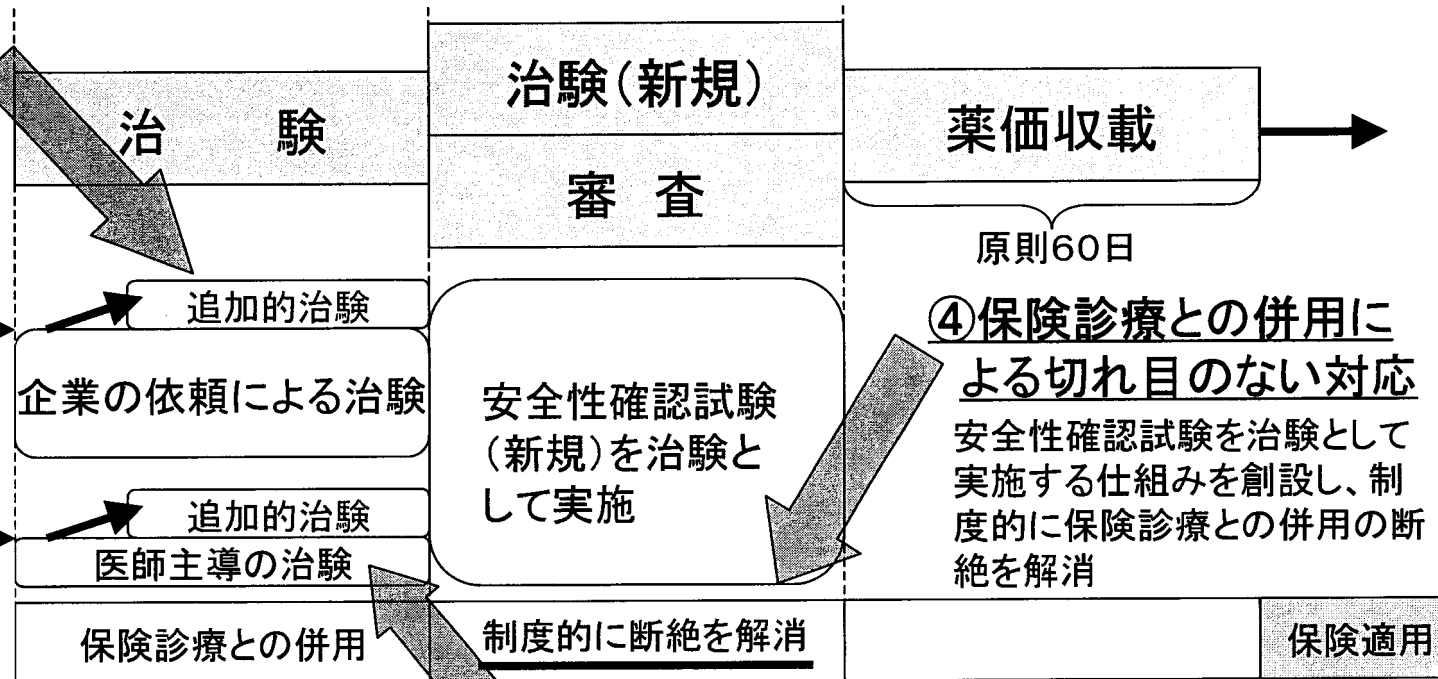 治 験
治験(新規)
審 査
薬価収載
原則60日
追加的治験
企業の依頼による治験
追加的治験
医師主導の治験
安全性確認試験
(新規)を治験と
して実施
④保険診療との併用に
よる切れ目のない対応
安全性確認試験を治験として
実施する仕組みを創設し、制
度的に保険診療との併用の断
絶を解消
保険診療との併用
制度的に断絶を解消
保険適用